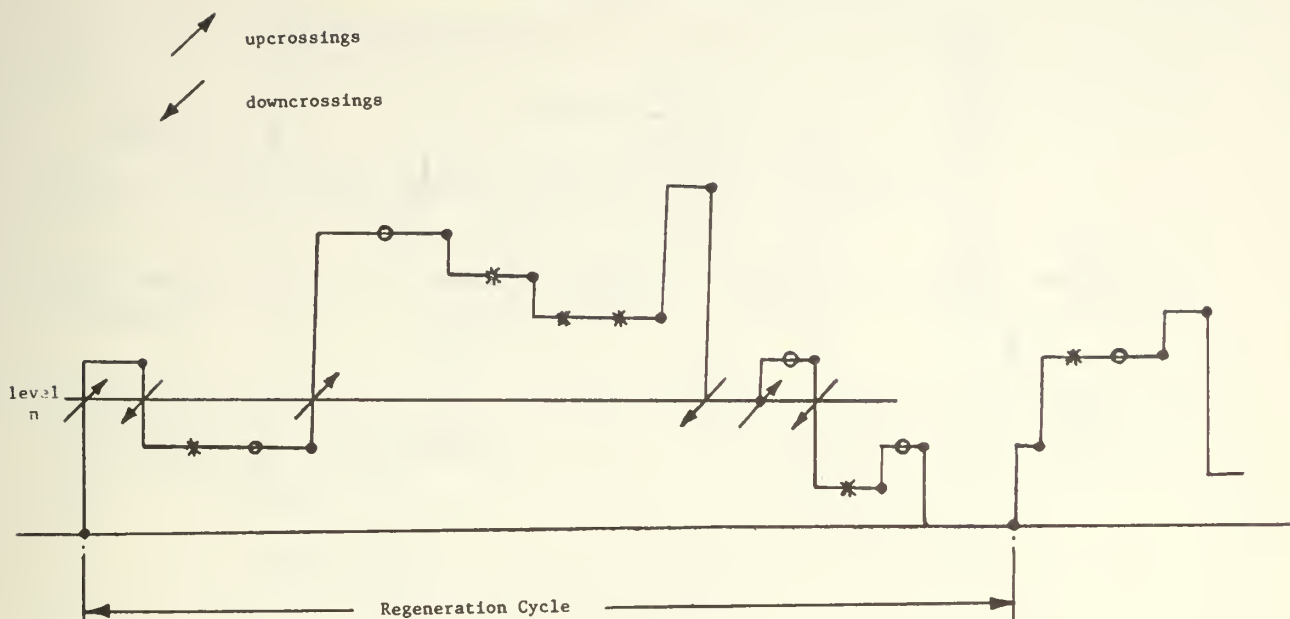 upcrossings
downcrossings
level
n
Regeneration Cycle